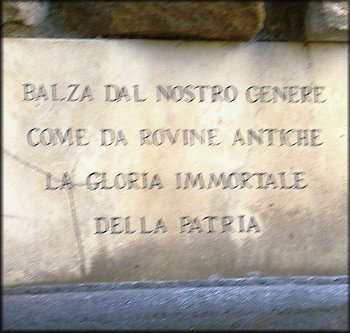 BALZA DAL NOSTRO GENERE
COME DA ROVINE ANTICHE
LA GLORIA IMMORTALE
DELLA PATRIA